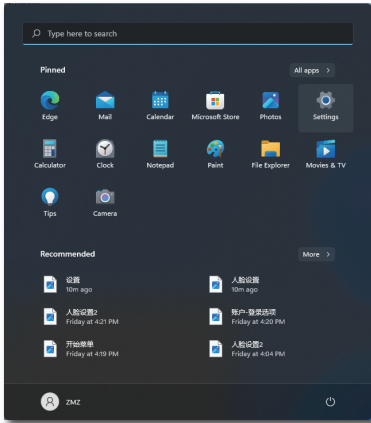 Type here to search
Pinned
All apps >
Edge
Mail
Calendar
Microsoft Store
Photos
Settings
Calculator
Clock
Notepad
Paint
File Explorer
Movies & TV
Tips
Camera
Recommended
More >
设置
10m ago
人脸设置
10m ago
人脸设置2
Friday at 4:21 PM
账户-登录选项
Friday at 4:20 PM
开始菜单
Friday at 4:19 PM
人脸设置2
Friday at 4:04 PM
ZMZ